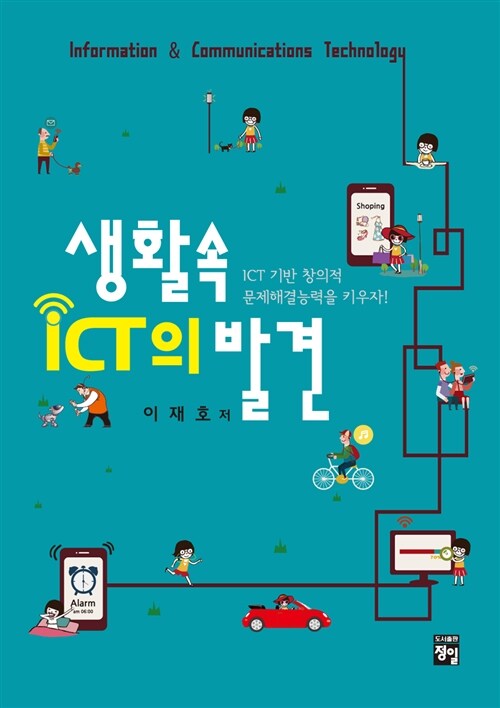 Information & Communications Technology
Shoping
생활속
ICT 기반 창의적
문제해결능력을 키우자!
iCT의 발견
이재호 저
Alarm
am 06:00
도서출판
정일